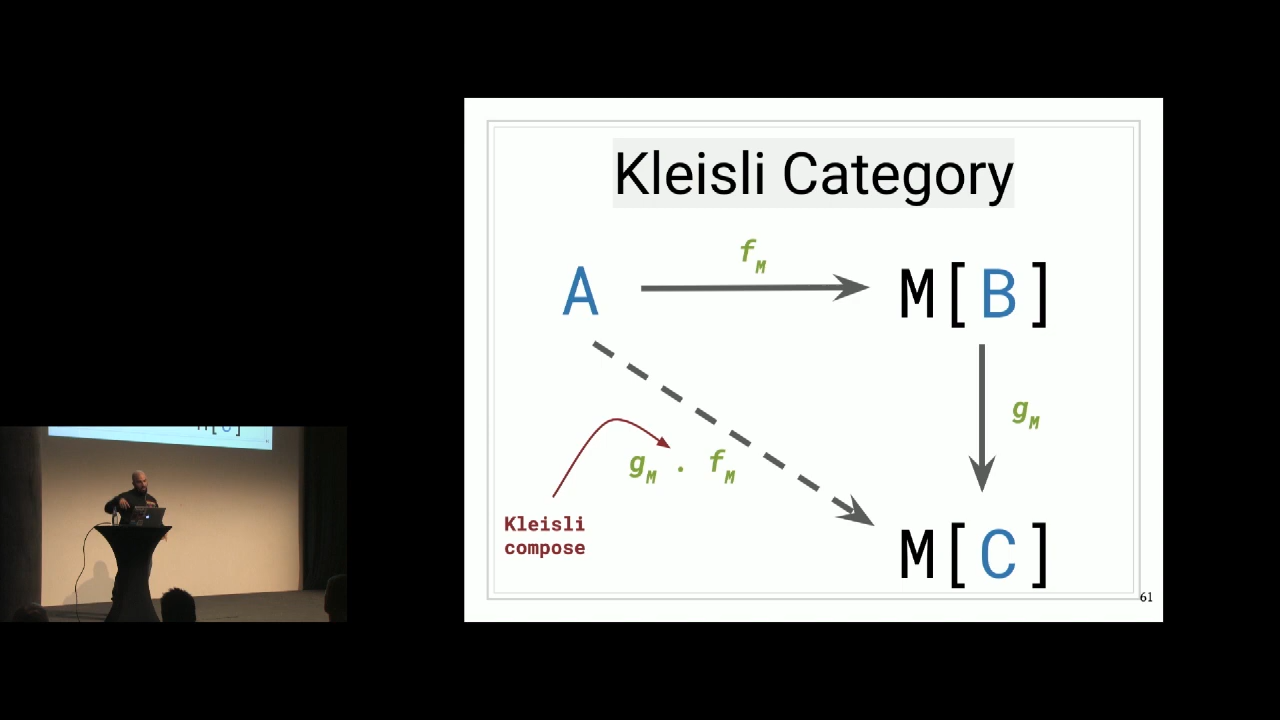 Kleisli Category
f_M
A
M[B]
g_M
g_M . f_M
Kleisli
compose
M[C]
61